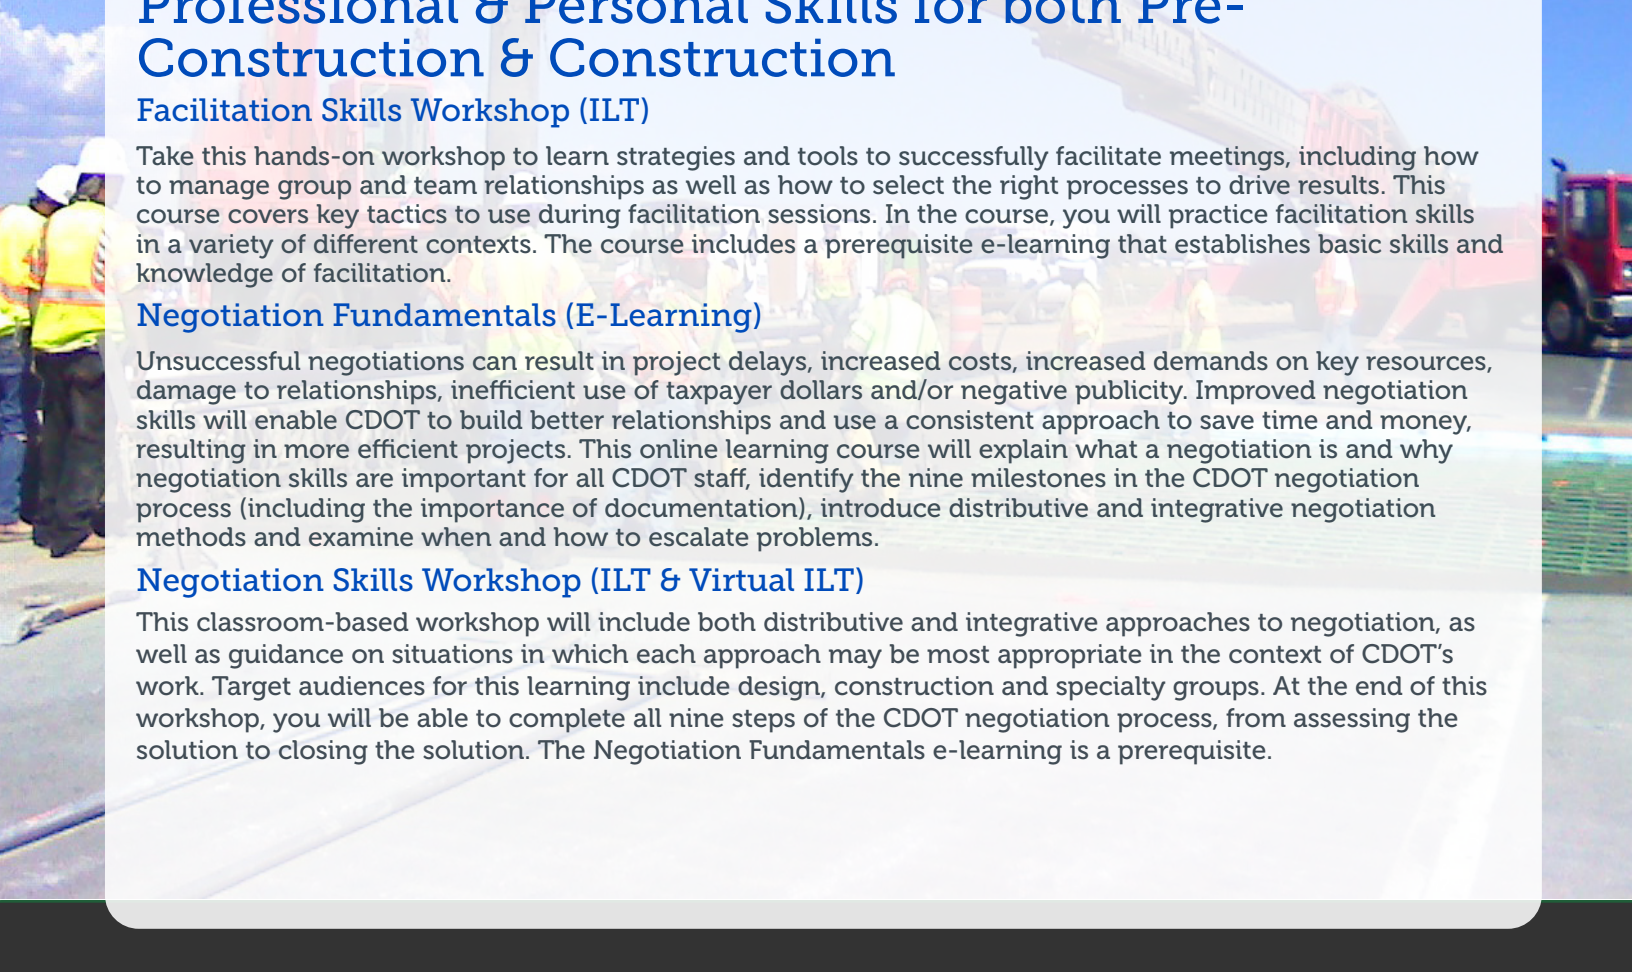 Professional & Personal Skills for both Pre-
Construction & Construction
Facilitation Skills Workshop (ILT)
Take this hands-on workshop to learn strategies and tools to successfully facilitate meetings, including how
to manage group and team relationships as well as how to select the right processes to drive results. This
course covers key tactics to use during facilitation sessions. In the course, you will practice facilitation skills
in a variety of different contexts. The course includes a prerequisite e-learning that establishes basic skills and
knowledge of facilitation.
Negotiation Fundamentals (E-Learning)
Unsuccessful negotiations can result in project delays, increased costs, increased demands on key resources,
damage to relationships, inefficient use of taxpayer dollars and/or negative publicity. Improved negotiation
skills will enable CDOT to build better relationships and use a consistent approach to save time and money,
resulting in more efficient projects. This online learning course will explain what a negotiation is and why
negotiation skills are important for all CDOT staff, identify the nine milestones in the CDOT negotiation
process (including the importance of documentation), introduce distributive and integrative negotiation
methods and examine when and how to escalate problems.
Negotiation Skills Workshop (ILT & Virtual ILT)
This classroom-based workshop will include both distributive and integrative approaches to negotiation, as
well as guidance on situations in which each approach may be most appropriate in the context of CDOT’s
work. Target audiences for this learning include design, construction and specialty groups. At the end of this
workshop, you will be able to complete all nine steps of the CDOT negotiation process, from assessing the
solution to closing the solution. The Negotiation Fundamentals e-learning is a prerequisite.